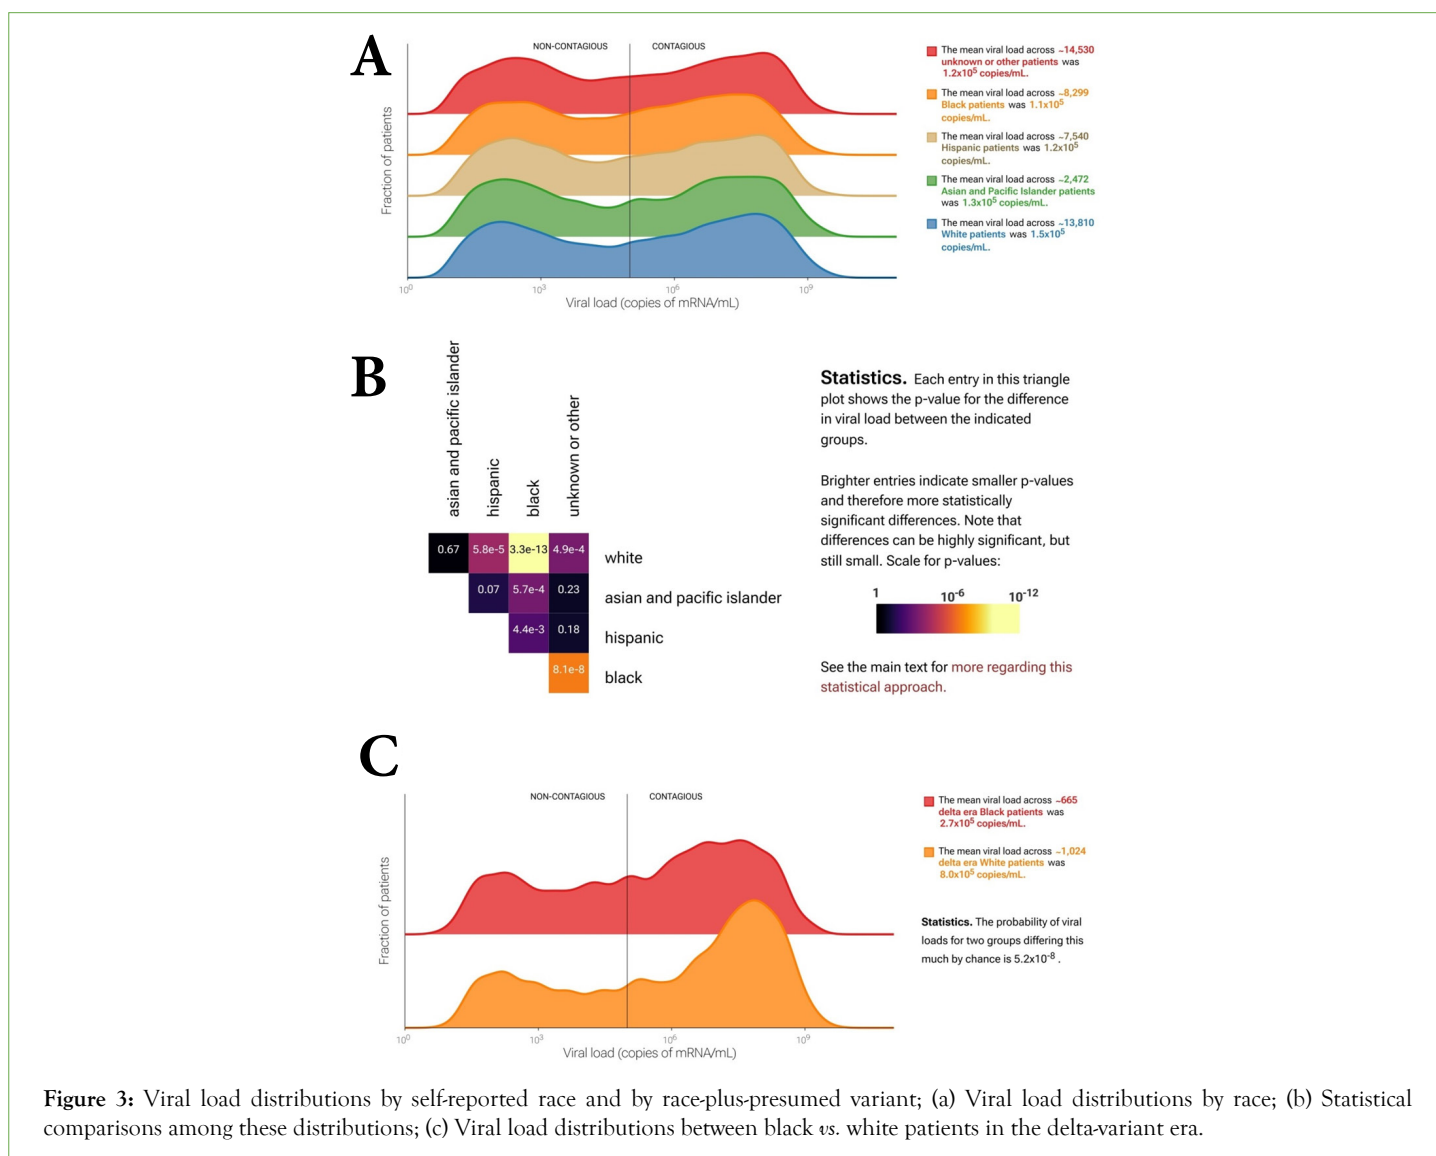 A
NON-CONTAGIOUS
CONTAGIOUS
Fraction of patients
10⁰
10³
10⁶
10⁹
Viral load (copies of mRNA/mL)
The mean viral load across ~14,530
unknown or other patients was
1.2x10⁵ copies/mL.
The mean viral load across ~8,299
Black patients was 1.1x10⁵
copies/mL.
The mean viral load across ~7,540
Hispanic patients was 1.2x10⁵
copies/mL.
The mean viral load across ~2,472
Asian and Pacific Islander patients
was 1.3x10⁵ copies/mL.
The mean viral load across ~13,810
White patients was 1.5x10⁵
copies/mL.
B
asian and pacific islander
hispanic
black
unknown or other
0.67 5.8e-5 3.3e-13 4.9e-4 white
0.07 5.7e-4 0.23 asian and pacific islander
4.4e-3 0.18 hispanic
8.1e-8 black
Statistics. Each entry in this triangle
plot shows the p-value for the difference
in viral load between the indicated
groups.
Brighter entries indicate smaller p-values
and therefore more statistically
significant differences. Note that
differences can be highly significant, but
still small. Scale for p-values:
1 10⁻⁶ 10⁻¹²
See the main text for more regarding this
statistical approach.
C
NON-CONTAGIOUS
CONTAGIOUS
Fraction of patients
10⁰
10³
10⁶
10⁹
Viral load (copies of mRNA/mL)
The mean viral load across ~665
delta era Black patients was
2.7x10⁵ copies/mL.
The mean viral load across ~1,024
delta era White patients was
8.0x10⁵ copies/mL.
Statistics. The probability of viral
loads for two groups differing this
much by chance is 5.2x10⁻⁸ .
Figure 3: Viral load distributions by self-reported race and by race-plus-presumed variant; (a) Viral load distributions by race; (b) Statistical
comparisons among these distributions; (c) Viral load distributions between black vs. white patients in the delta-variant era.